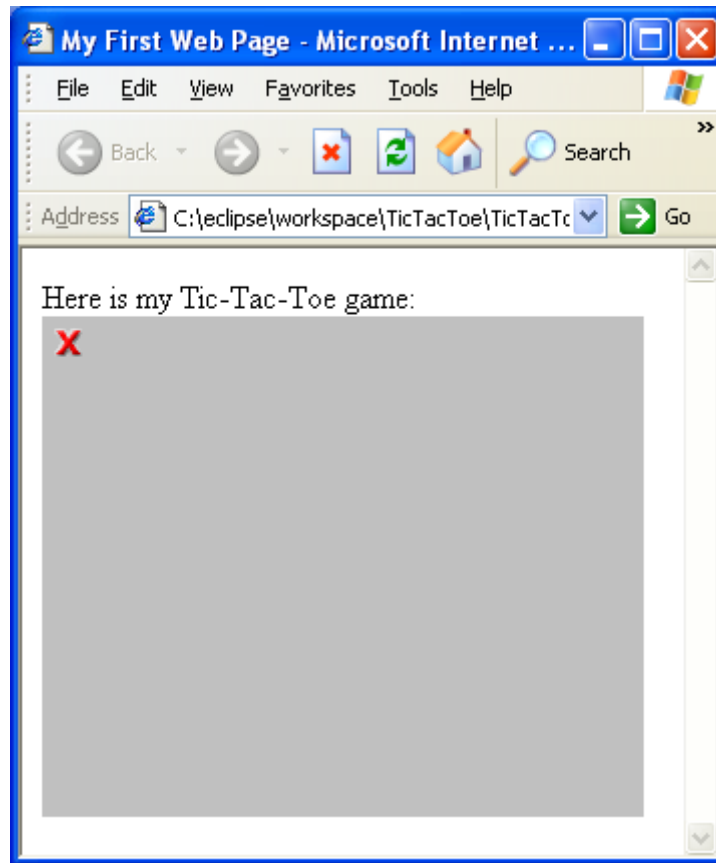 My First Web Page - Microsoft Internet ...
File Edit View Favorites Tools Help
Back Search
Address C:\eclipse\workspace\TicTacToe\TicTacTo Go
Here is my Tic-Tac-Toe game: